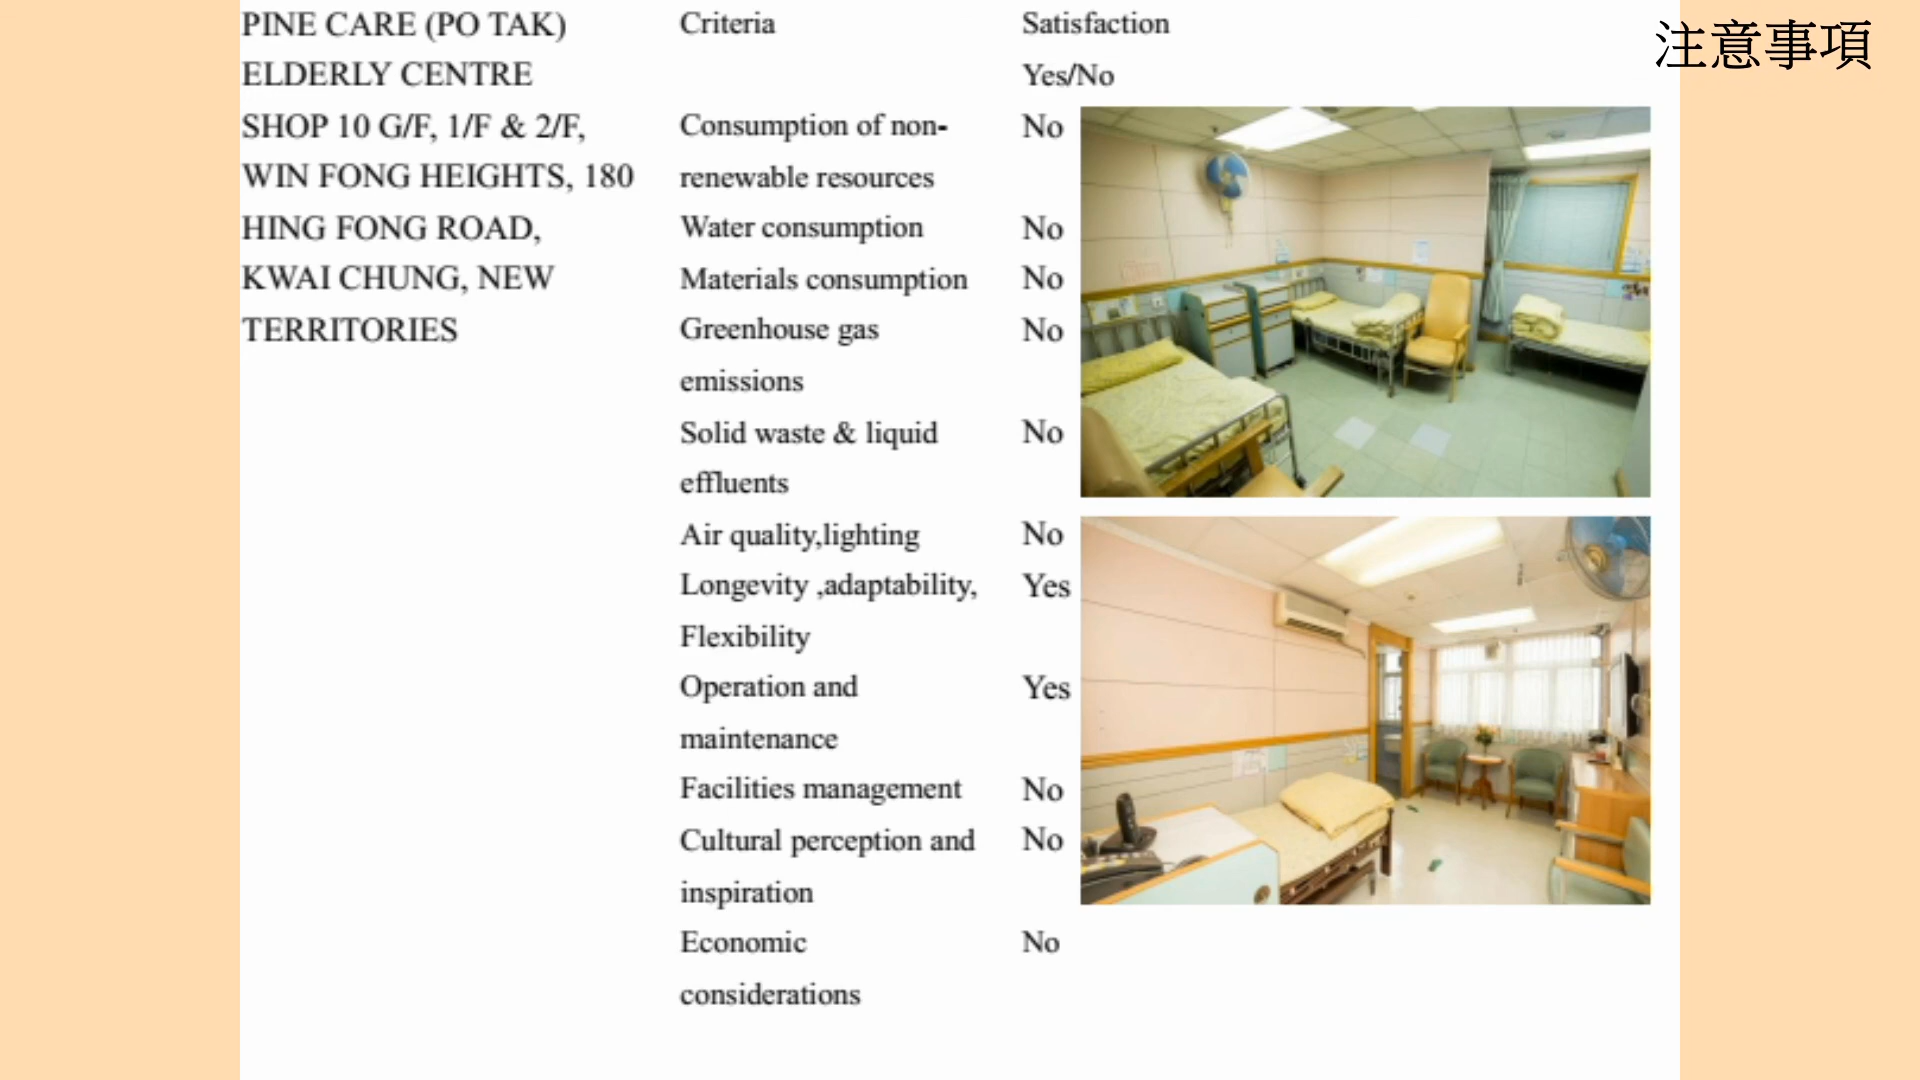 注意事項
PINE CARE (PO TAK)
ELDERLY CENTRE
SHOP 10 G/F, 1/F & 2/F,
WIN FONG HEIGHTS, 180
HING FONG ROAD,
KWAI CHUNG, NEW
TERRITORIES
Criteria
Satisfaction
Yes/No
Consumption of non-
renewable resources
No
Water consumption
No
Materials consumption
No
Greenhouse gas
emissions
No
Solid waste & liquid
effluents
No
Air quality,lighting
No
Longevity ,adaptability,
Flexibility
Yes
Operation and
maintenance
Yes
Facilities management
No
Cultural perception and
inspiration
No
Economic
considerations
No